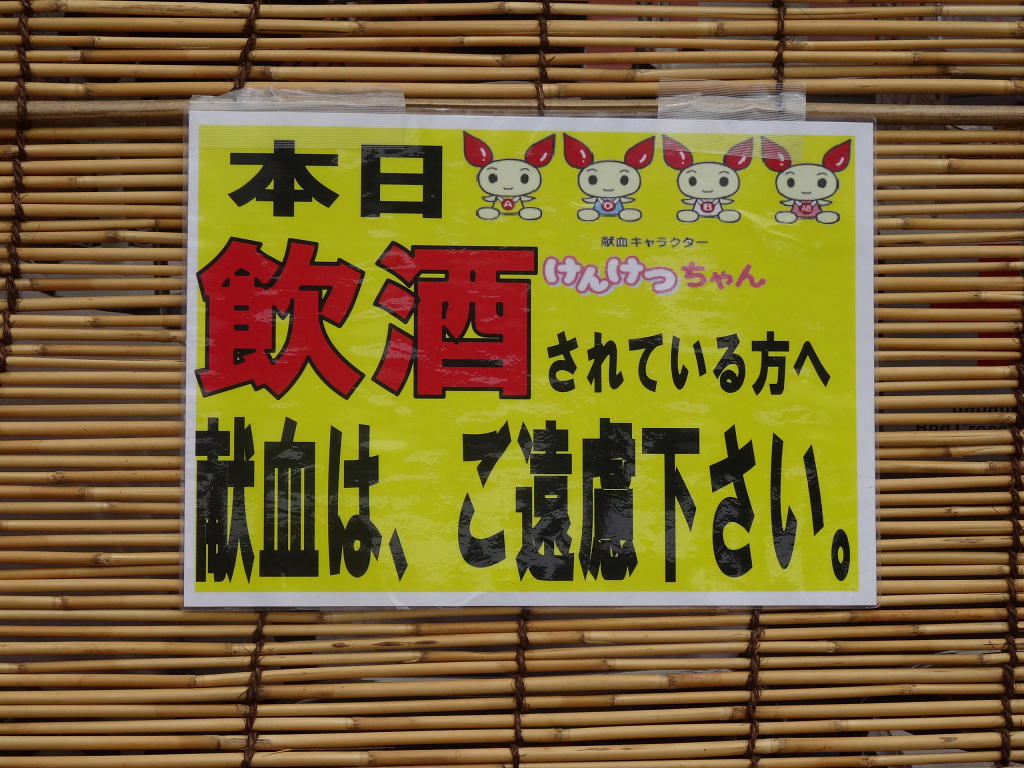 本日
A O B AB
献血キャラクター
けんけつちゃん
飲酒されている方へ
献血は、ご遠慮下さい。